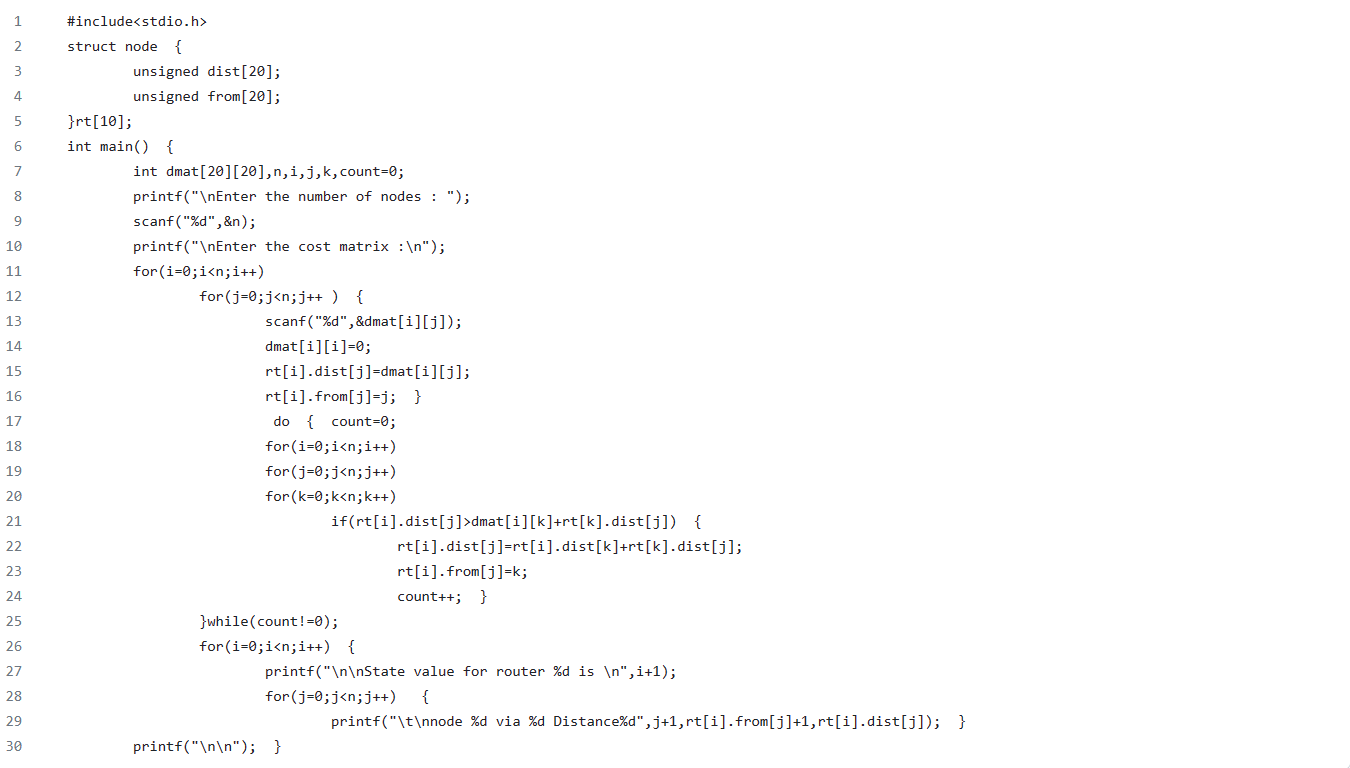 1 #include<stdio.h>
2 struct node  {
3         unsigned dist[20];
4         unsigned from[20];
5 }rt[10];
6 int main()  {
7         int dmat[20][20],n,i,j,k,count=0;
8         printf("\nEnter the number of nodes : ");
9         scanf("%d",&n);
10         printf("\nEnter the cost matrix :\n");
11         for(i=0;i<n;i++)
12                 for(j=0;j<n;j++ )  {
13                         scanf("%d",&dmat[i][j]);
14                         dmat[i][i]=0;
15                         rt[i].dist[j]=dmat[i][j];
16                         rt[i].from[j]=j;  }
17                          do  {  count=0;
18                         for(i=0;i<n;i++)
19                         for(j=0;j<n;j++)
20                         for(k=0;k<n;k++)
21                                 if(rt[i].dist[j]>dmat[i][k]+rt[k].dist[j])  {
22                                         rt[i].dist[j]=rt[i].dist[k]+rt[k].dist[j];
23                                         rt[i].from[j]=k;
24                                         count++;  }
25                 }while(count!=0);
26                 for(i=0;i<n;i++)  {
27                         printf("\n\nState value for router %d is \n",i+1);
28                         for(j=0;j<n;j++)   {
29                                 printf("\t\nnode %d via %d Distance%d",j+1,rt[i].from[j]+1,rt[i].dist[j]);  }
30         printf("\n\n");  }